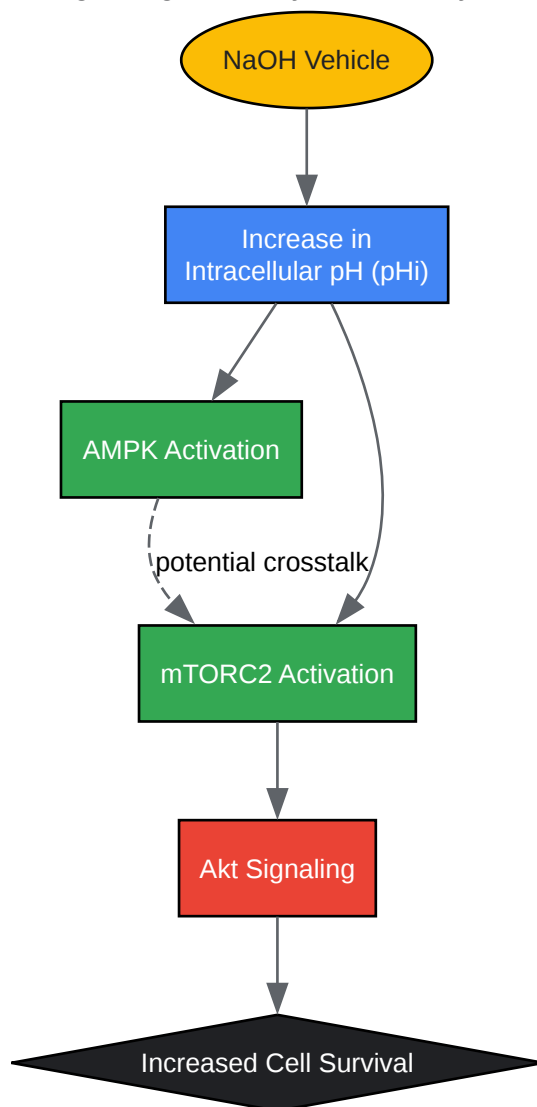 NaOH Vehicle
Increase in
Intracellular pH (pHi)
AMPK Activation
potential crosstalk
mTORC2 Activation
Akt Signaling
Increased Cell Survival